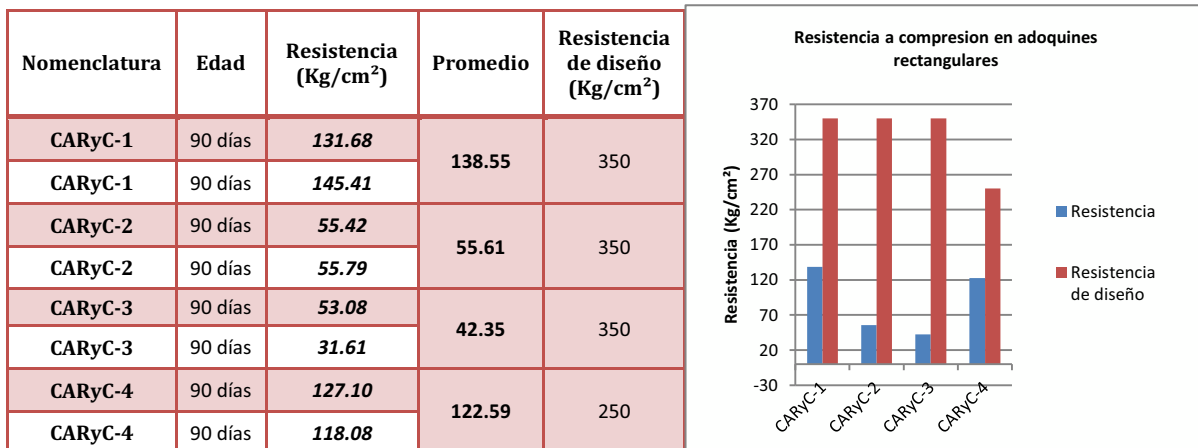 Nomenclatura Edad Resistencia (Kg/cm²) Promedio Resistencia de diseño (Kg/cm²)
CARyC-1 90 días 131.68 138.55 350
CARyC-1 90 días 145.41
CARyC-2 90 días 55.42 55.61 350
CARyC-2 90 días 55.79
CARyC-3 90 días 53.08 42.35 350
CARyC-3 90 días 31.61
CARyC-4 90 días 127.10 122.59 250
CARyC-4 90 días 118.08
Resistencia a compresion en adoquines
rectangulares
Resistencia (Kg/cm²)
370
320
270
220
170
120
70
20
-30
CARyC-1 CARyC-2 CARyC-3 CARyC-4
Resistencia
Resistencia
de diseño